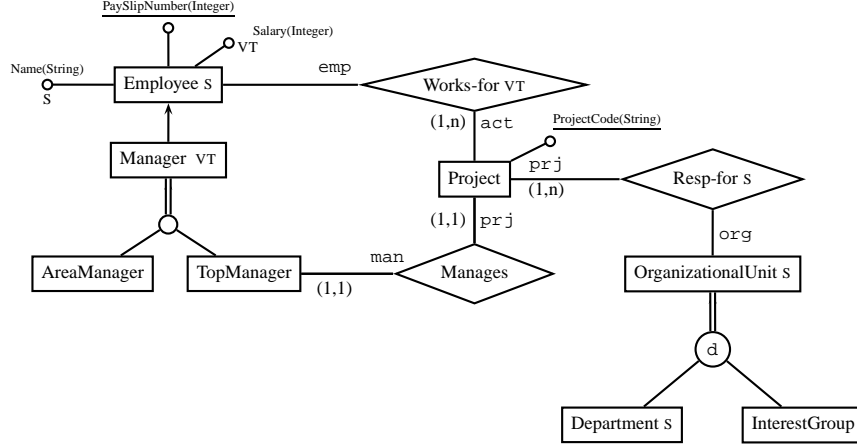 PaySlipNumber(Integer)
Salary(Integer)
VT
Name(String)
S
Employee S
emp
Works-for VT
(1,n)
act
ProjectCode(String)
Manager VT
Project
prj
(1,n)
Resp-for S
(1,1)
prj
org
AreaManager
TopManager
man
(1,1)
Manages
OrganizationalUnit S
d
Department S
InterestGroup